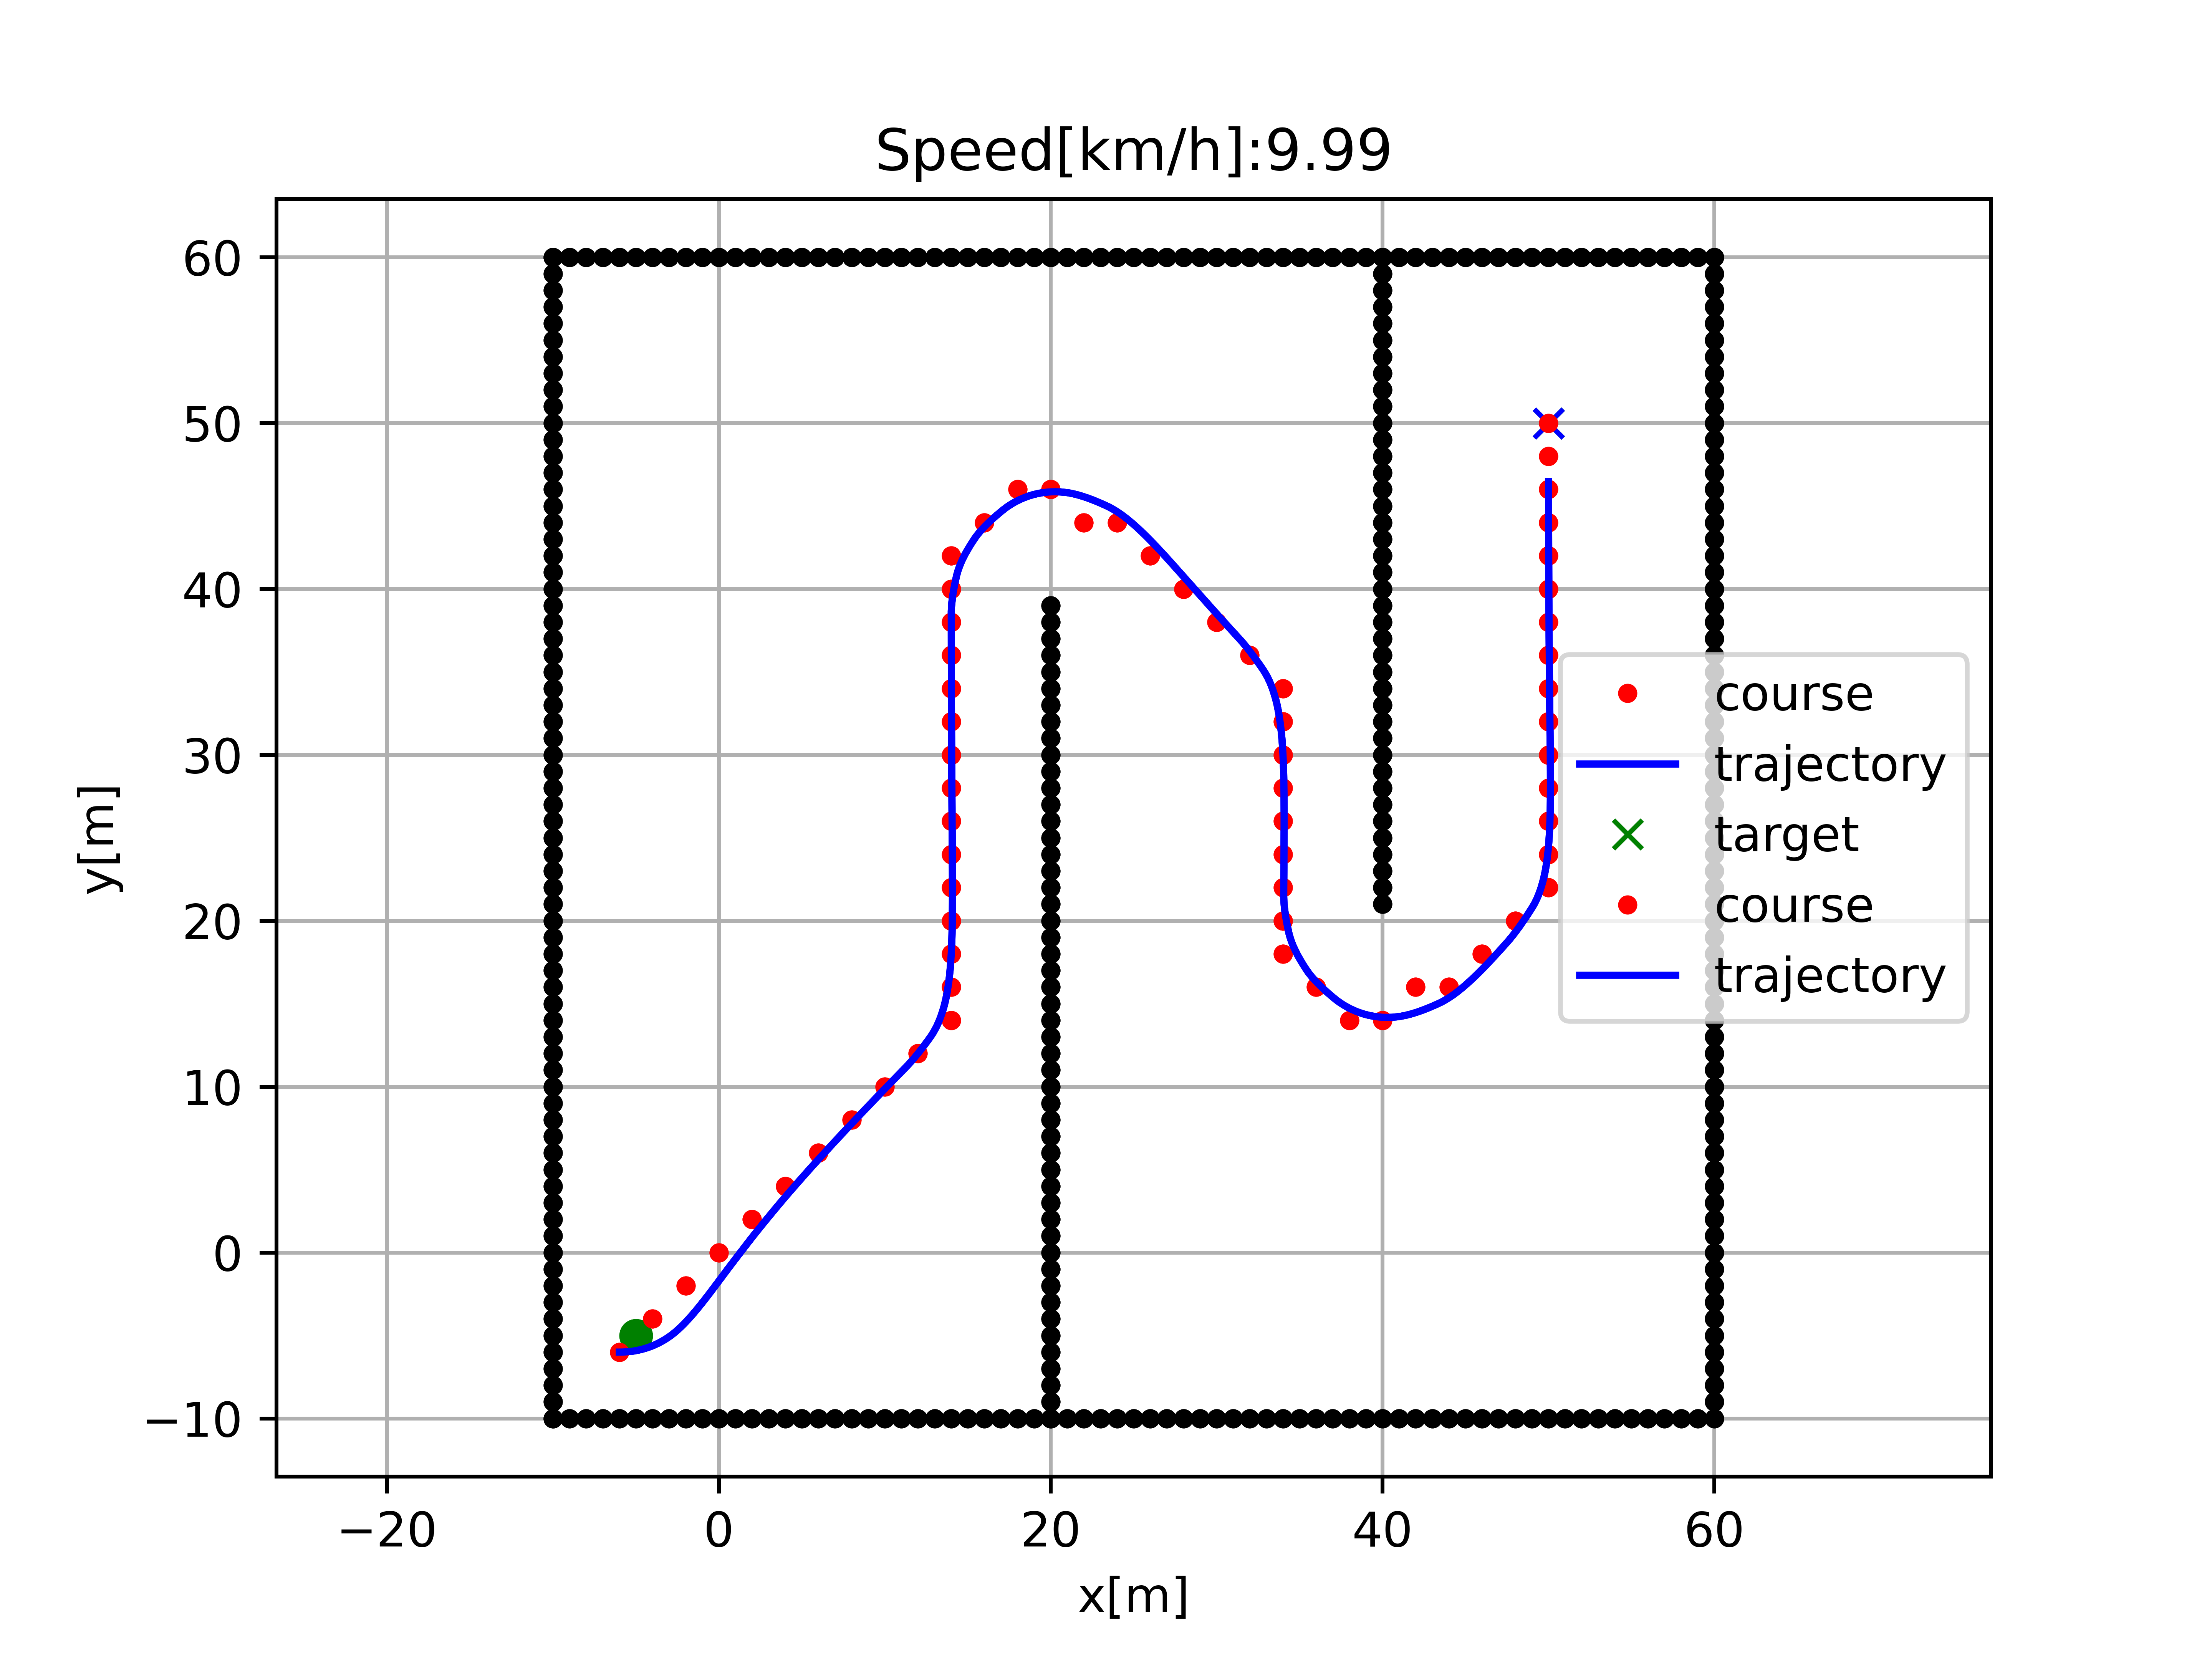 Speed[km/h]:9.99
60
50
40
30
20
10
0
−10
y[m]
−20 0 20 40 60
x[m]
course
trajectory
target
course
trajectory